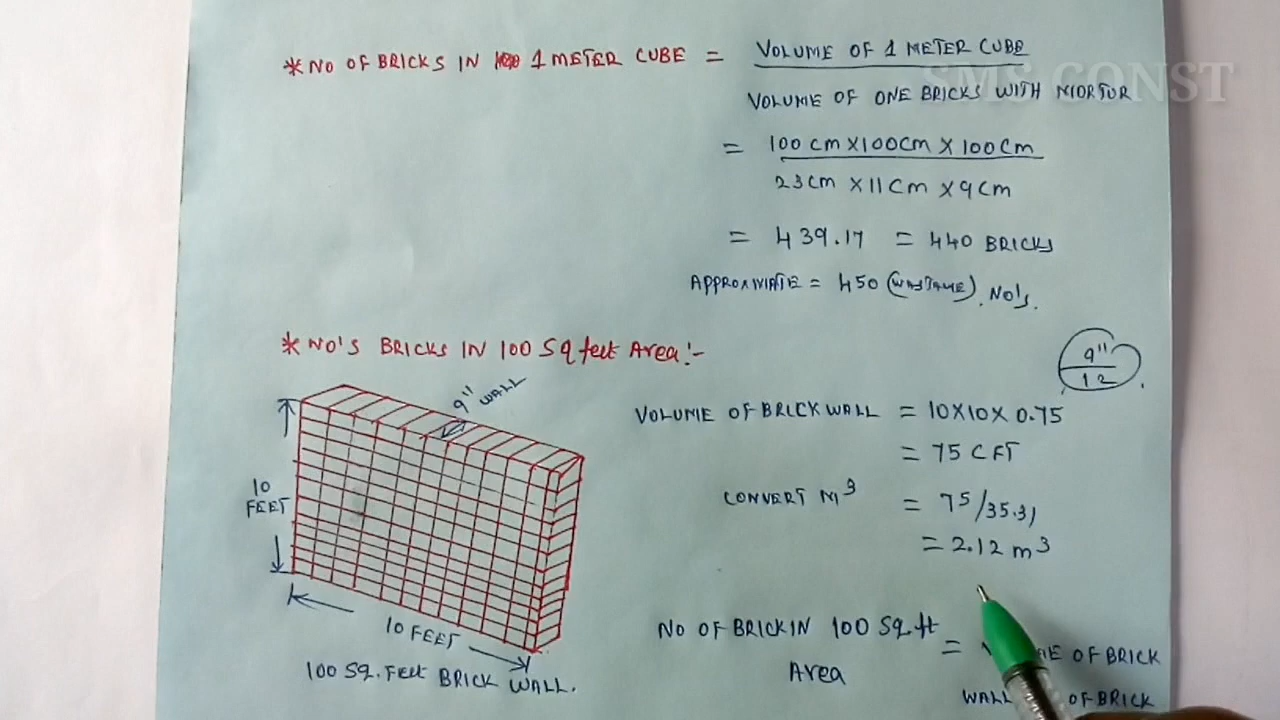 *NO OF BRICKS IN 1 METER CUBE = VOLUME OF 1 METER CUBE
VOLUME OF ONE BRICKS WITH MORTOR
SMS CONST
= 100 cm X 100cm X 100 cm
23cm X 11cm X 9cm
= 439.17 = 440 BRICKS
APPROXIMATE = 450 (WASTAGE) NO's.
*NO'S BRICKS IN 100 Sq feet Area:-
9"
12
9" WALL
10
FEET
10 FEET
100 SQ. Feet BRICK WALL.
VOLUME OF BRICK WALL = 10X10X 0.75
= 75 CFT
CONVERT M3 = 75/35.31
= 2.12 m3
NO OF BRICK IN 100 Sq.ft
Area
= OF BRICK
WALL OF BRICK